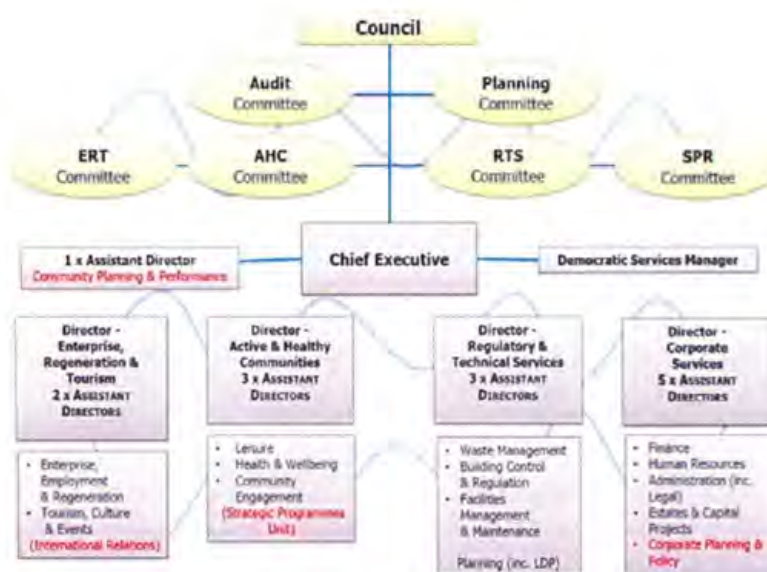 Council
Audit
Committee
Planning
Committee
ERT
Committee
AHC
Committee
RTS
Committee
SPR
Committee
1 x Assistant Director
Community Planning & Performance
Chief Executive
Democratic Services Manager
Director -
Enterprise,
Regeneration &
Tourism
2 x ASSISTANT
DIRECTORS
Director -
Active & Healthy
Communities
3 x ASSISTANT
DIRECTORS
Director -
Regulatory &
Technical Services
3 x ASSISTANT
DIRECTORS
Director -
Corporate
Services
5 x ASSISTANT
DIRECTORS
• Enterprise,
Employment
& Regeneration
• Tourism, Culture
& Events
(International Relations)
• Leisure
• Health & Wellbeing
• Community
Engagement
(Strategic Programmes
Unit)
• Waste Management
• Building Control
& Regulation
• Facilities
Management
& Maintenance
Planning (inc. LDP)
• Finance
• Human Resources
• Administration (inc.
Legal)
• Estates & Capital
Projects
• Corporate Planning &
Policy